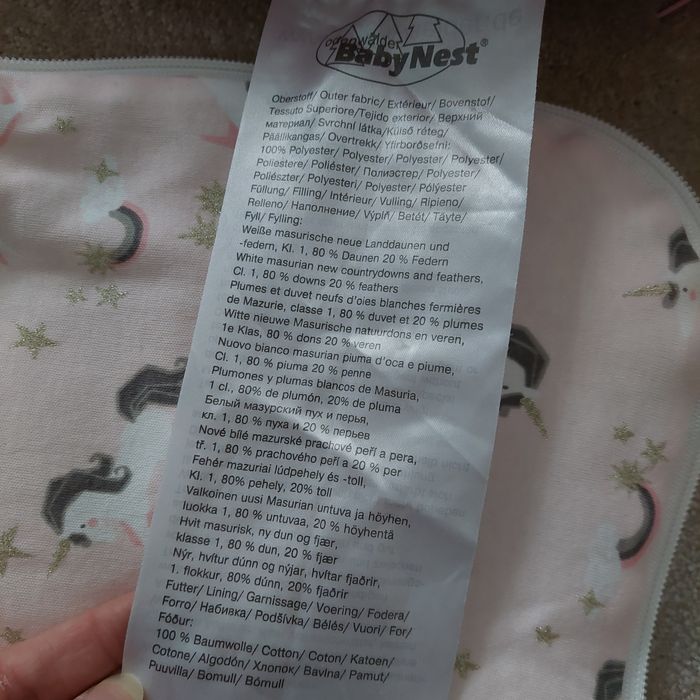 odenwälder
BabyNest®
Oberstoff/ Outer fabric/ Extérieur/ Bovenstof/
Tessuto Superiore/Tejido exterior/ Верхний
материал/ Svrchní látka/Külső réteg/
Päällikangas/ Overtrekk/ Yfirborðsefni:
100% Polyester/ Polyester/ Polyester/ Polyester/
Poliestere/ Poliéster/ Полиэстер/ Polyester/
Poliészter/ Polyesteri/ Polyester/ Pólýester
Füllung/ Filling/ Intérieur/ Vulling/ Ripieno/
Relleno/ Наполнение/ Výplň/ Betét/ Täyte/
Fyll/ Fylling:
Weiße masurische neue Landdaunen und
-federn, Kl. 1, 80 % Daunen 20 % Federn
White masurian new countrydowns and feathers,
Cl. 1, 80 % downs 20 % feathers
Plumes et duvet neufs d'oies blanches fermières
de Mazurie, classe 1, 80 % duvet et 20 % plumes
Witte nieuwe Masurische natuurdons en veren,
1e Klas, 80 % dons 20 % veren
Nuovo bianco masurian piuma d'oca e piume,
Cl. 1, 80 % piuma 20 % penne
Plumones y plumas blancos de Masuria,
1 cl., 80% de plumón, 20% de pluma
Белый мазурский пух и перья,
кл. 1, 80 % пуха и 20 % перьев
Nové bílé mazurské prachové peří a pera,
tř. 1, 80 % prachového peří a 20 % per
Fehér mazuriai lúdpehely és -toll,
Kl. 1, 80% pehely, 20% toll
Valkoinen uusi Masurian untuva ja höyhen,
luokka 1, 80 % untuvaa, 20 % höyhentä
Hvit masurisk, ny dun og fjær,
klasse 1, 80 % dun, 20 % fjær
Nýr, hvítur dúnn og nýjar, hvítar fjaðrir,
1. flokkur, 80% dúnn, 20% fjaðrir
Futter/ Lining/ Garnissage/ Voering/ Fodera/
Forro/ Набивка/ Podšívka/ Bélés/ Vuori/ For/
Fóður:
100 % Baumwolle/ Cotton/ Coton/ Katoen/
Cotone/ Algodón/ Хлопок/ Bavlna/ Pamut/
Puuvilla/ Bomull/ Bómull